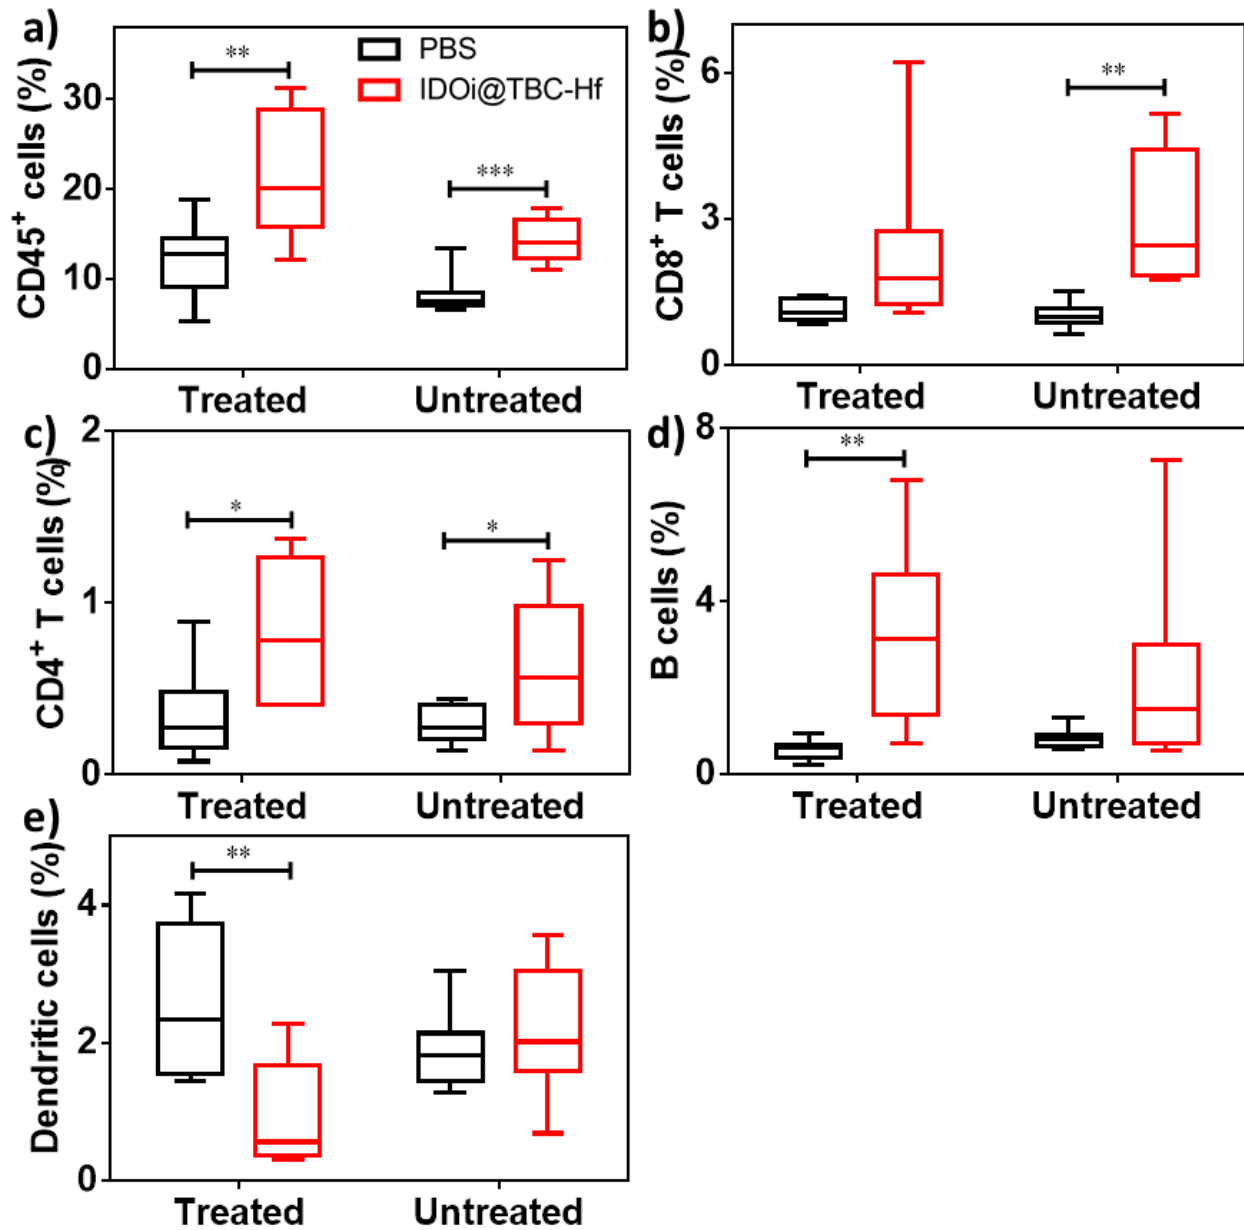 a)
CD45+ cells (%)
30
20
10
0
**
***
PBS
IDOi@TBC-Hf
Treated
Untreated
b)
CD8+ T cells (%)
6
3
0
**
Treated
Untreated
c)
CD4+ T cells (%)
2
1
0
*
*
Treated
Untreated
d)
B cells (%)
8
4
0
**
Treated
Untreated
e)
Dendritic cells (%)
4
2
0
**
Treated
Untreated